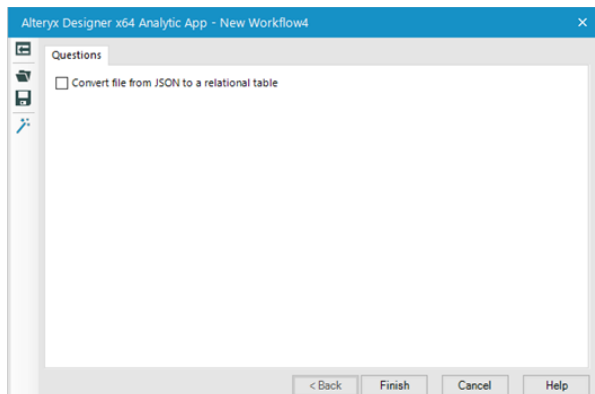 Alteryx Designer x64 Analytic App - New Workflow4
Questions
Convert file from JSON to a relational table
< Back Finish Cancel Help